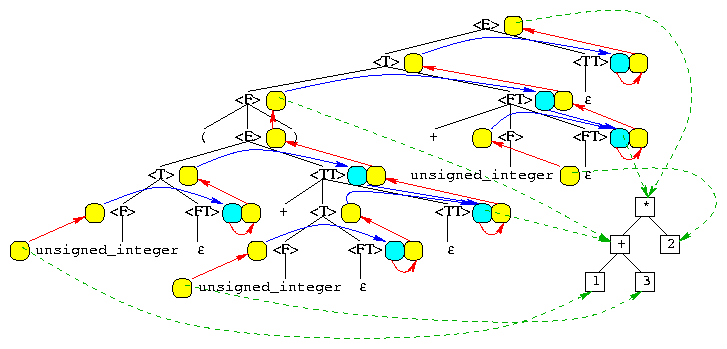 <E>
<T> <TT>
<F> <FT> ε
( ( + <F> <FT>
<E>
<T> <TT> unsigned_integer ε
<F> <FT> + <T> <TT> * 
unsigned_integer ε <F> <FT> ε + 2
unsigned_integer ε 1 3